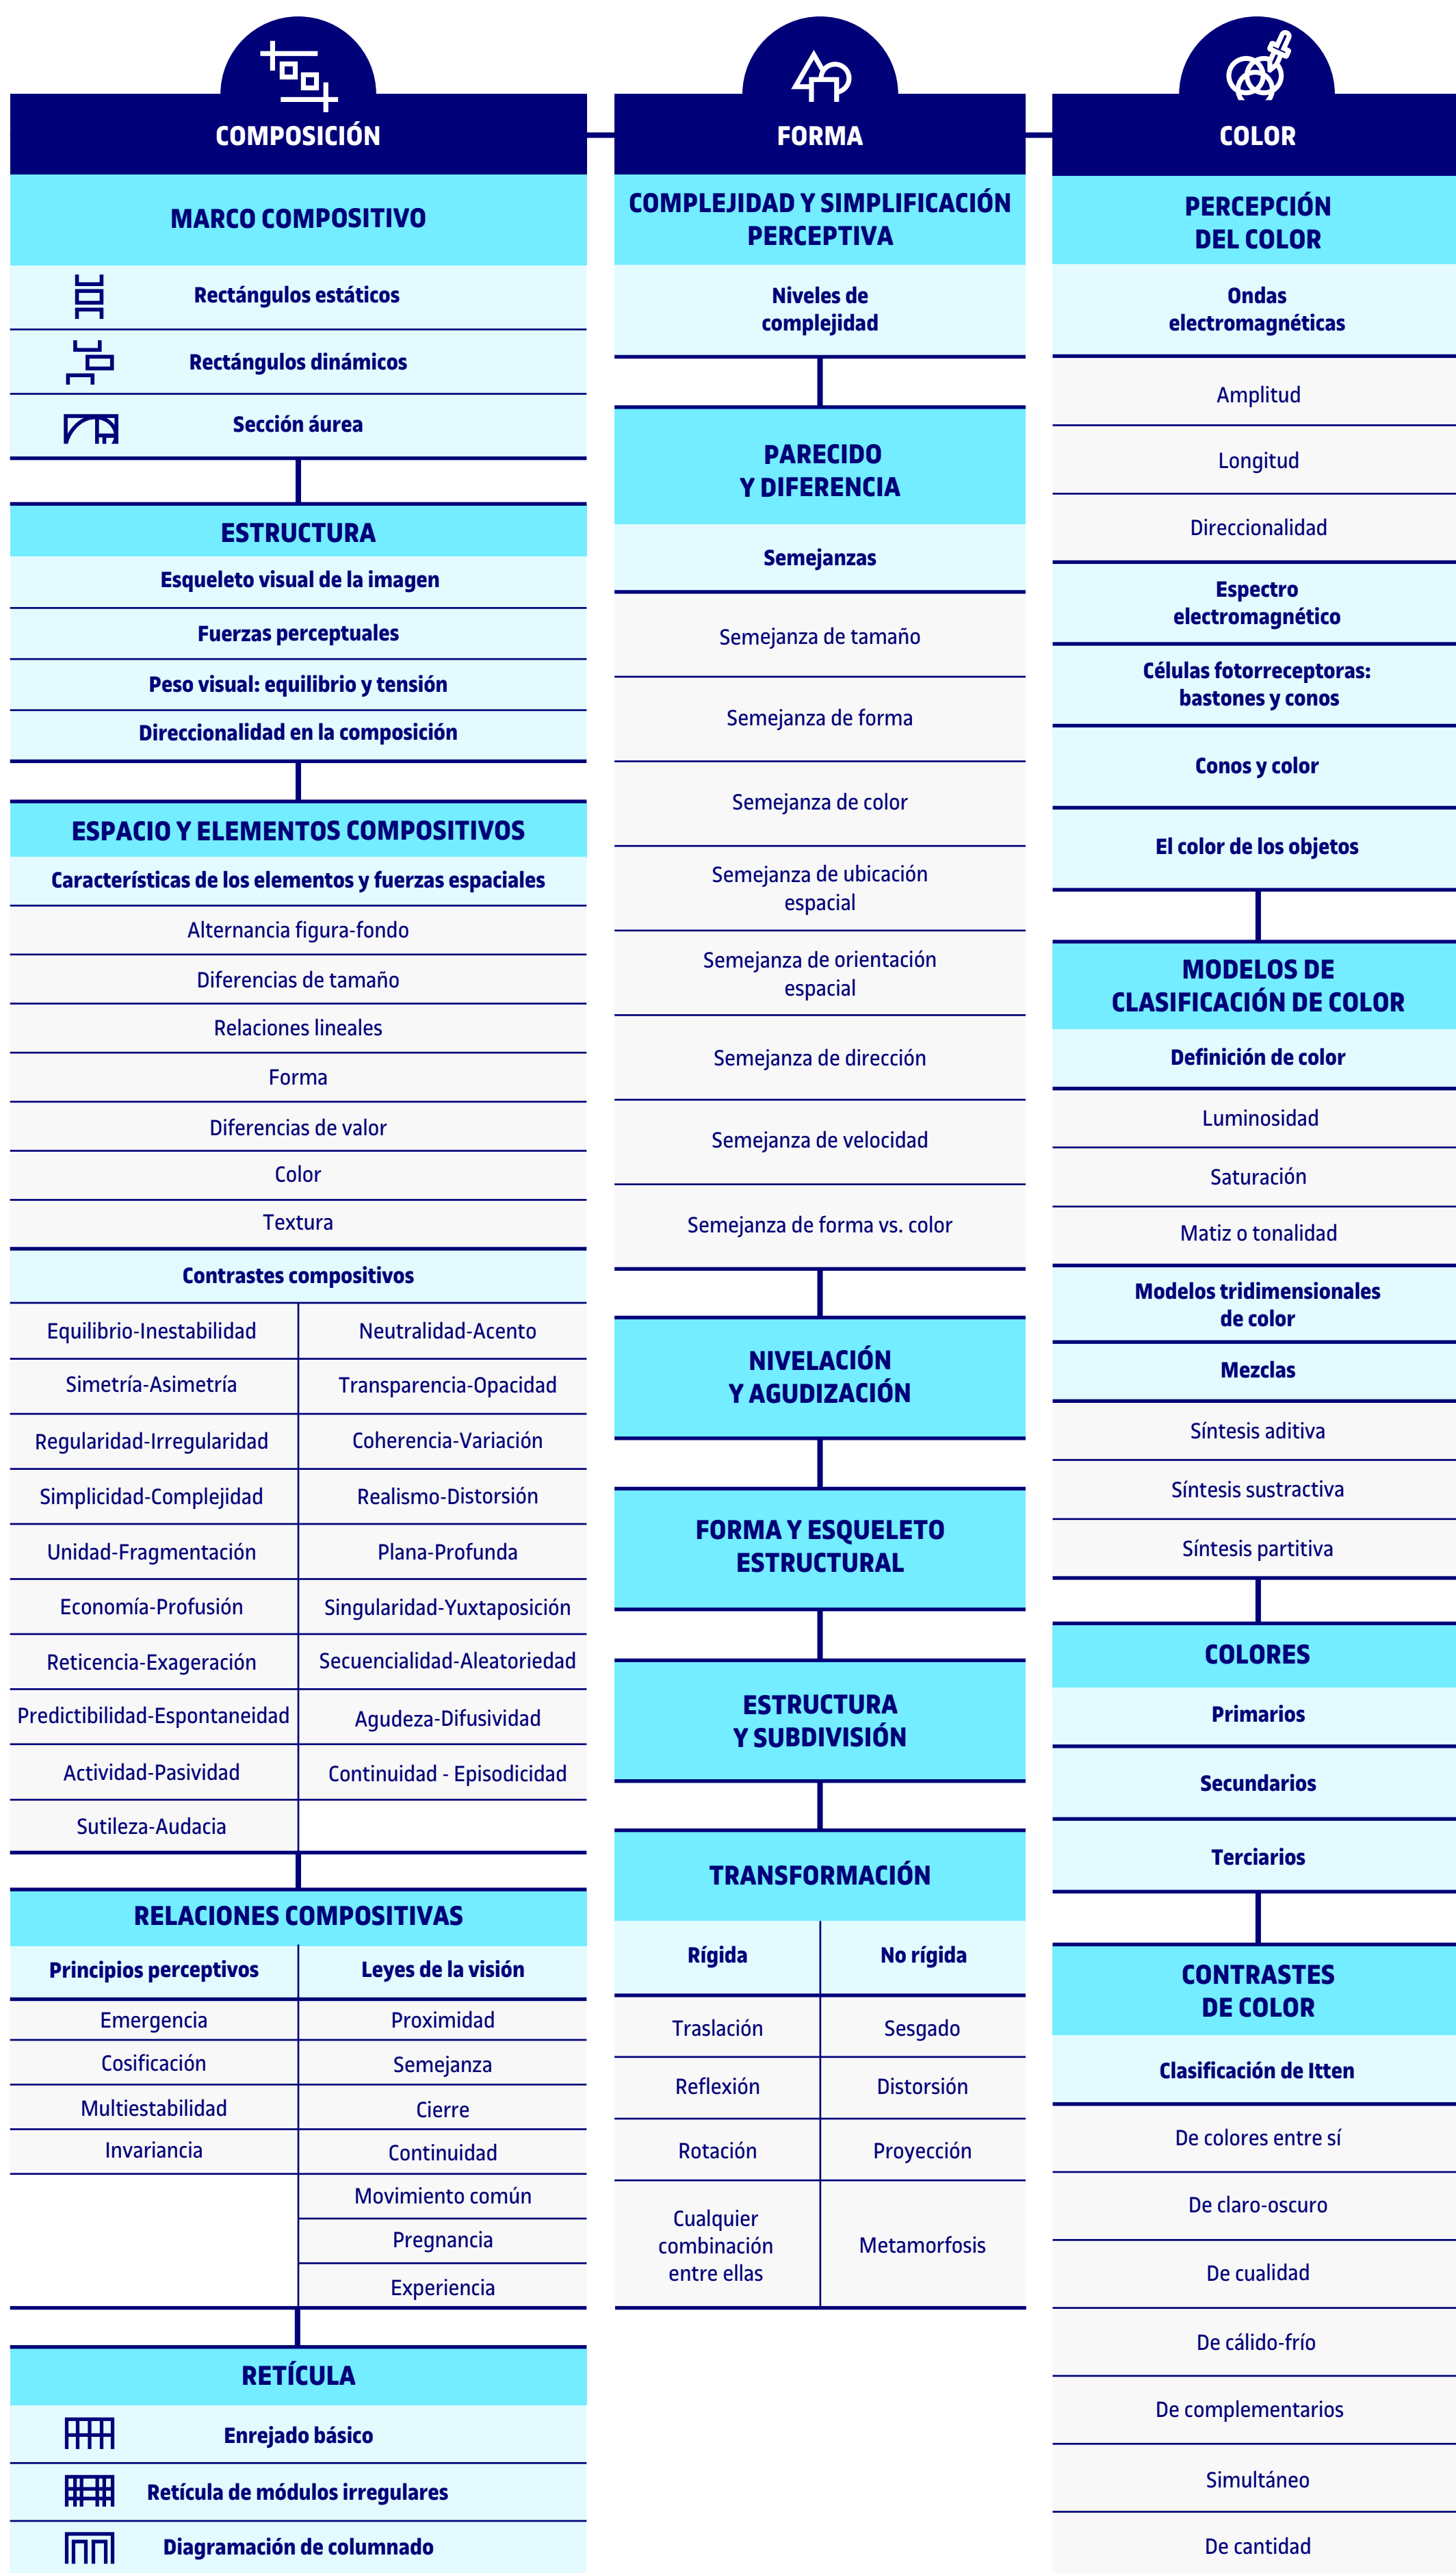 COMPOSICIÓN
MARCO COMPOSITIVO
Rectángulos estáticos
Rectángulos dinámicos
Sección áurea
ESTRUCTURA
Esqueleto visual de la imagen
Fuerzas perceptuales
Peso visual: equilibrio y tensión
Direccionalidad en la composición
ESPACIO Y ELEMENTOS COMPOSITIVOS
Características de los elementos y fuerzas espaciales
Alternancia figura-fondo
Diferencias de tamaño
Relaciones lineales
Forma
Diferencias de valor
Color
Textura
Contrastes compositivos
Equilibrio-Inestabilidad
Neutralidad-Acento
Simetría-Asimetría
Transparencia-Opacidad
Regularidad-Irregularidad
Coherencia-Variación
Simplicidad-Complejidad
Realismo-Distorsión
Unidad-Fragmentación
Plana-Profunda
Economía-Profusión
Singularidad-Yuxtaposición
Reticencia-Exageración
Secuencialidad-Aleatoriedad
Predictibilidad-Espontaneidad
Agudeza-Difusividad
Actividad-Pasividad
Continuidad - Episodicidad
Sutileza-Audacia
RELACIONES COMPOSITIVAS
Principios perceptivos
Leyes de la visión
Emergencia
Proximidad
Cosificación
Semejanza
Multiestabilidad
Cierre
Invariancia
Continuidad
Movimiento común
Pregnancia
Experiencia
RETÍCULA
Enrejado básico
Retícula de módulos irregulares
Diagramación de columnado
FORMA
COMPLEJIDAD Y SIMPLIFICACIÓN
PERCEPTIVA
Niveles de
complejidad
PARECIDO
Y DIFERENCIA
Semejanzas
Semejanza de tamaño
Semejanza de forma
Semejanza de color
Semejanza de ubicación
espacial
Semejanza de orientación
espacial
Semejanza de dirección
Semejanza de velocidad
Semejanza de forma vs. color
NIVELACIÓN
Y AGUDIZACIÓN
FORMA Y ESQUELETO
ESTRUCTURAL
ESTRUCTURA
Y SUBDIVISIÓN
TRANSFORMACIÓN
Rígida
No rígida
Traslación
Sesgado
Reflexión
Distorsión
Rotación
Proyección
Cualquier
combinación
entre ellas
Metamorfosis
COLOR
PERCEPCIÓN
DEL COLOR
Ondas
electromagnéticas
Amplitud
Longitud
Direccionalidad
Espectro
electromagnético
Células fotorreceptoras:
bastones y conos
Conos y color
El color de los objetos
MODELOS DE
CLASIFICACIÓN DE COLOR
Definición de color
Luminosidad
Saturación
Matiz o tonalidad
Modelos tridimensionales
de color
Mezclas
Síntesis aditiva
Síntesis sustractiva
Síntesis partitiva
COLORES
Primarios
Secundarios
Terciarios
CONTRASTES
DE COLOR
Clasificación de Itten
De colores entre sí
De claro-oscuro
De cualidad
De cálido-frío
De complementarios
Simultáneo
De cantidad